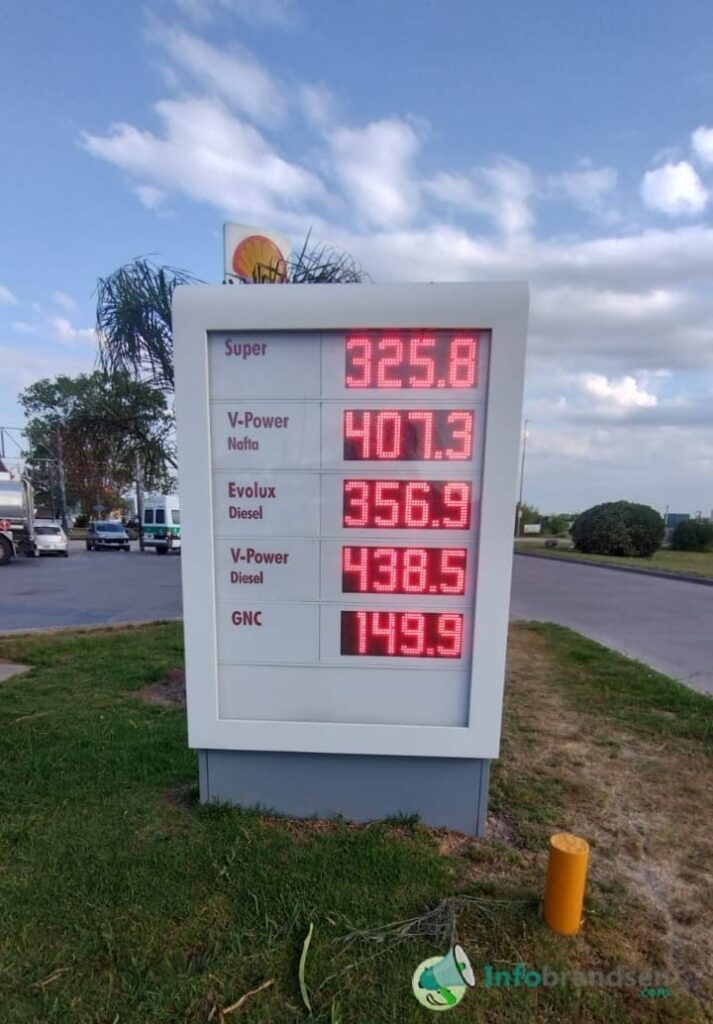 Super 325.8
V-Power 407.3
Nafta
Evolux 356.9
Diesel
V-Power 438.5
Diesel
GNC 149.9
Infobrandsen
.com